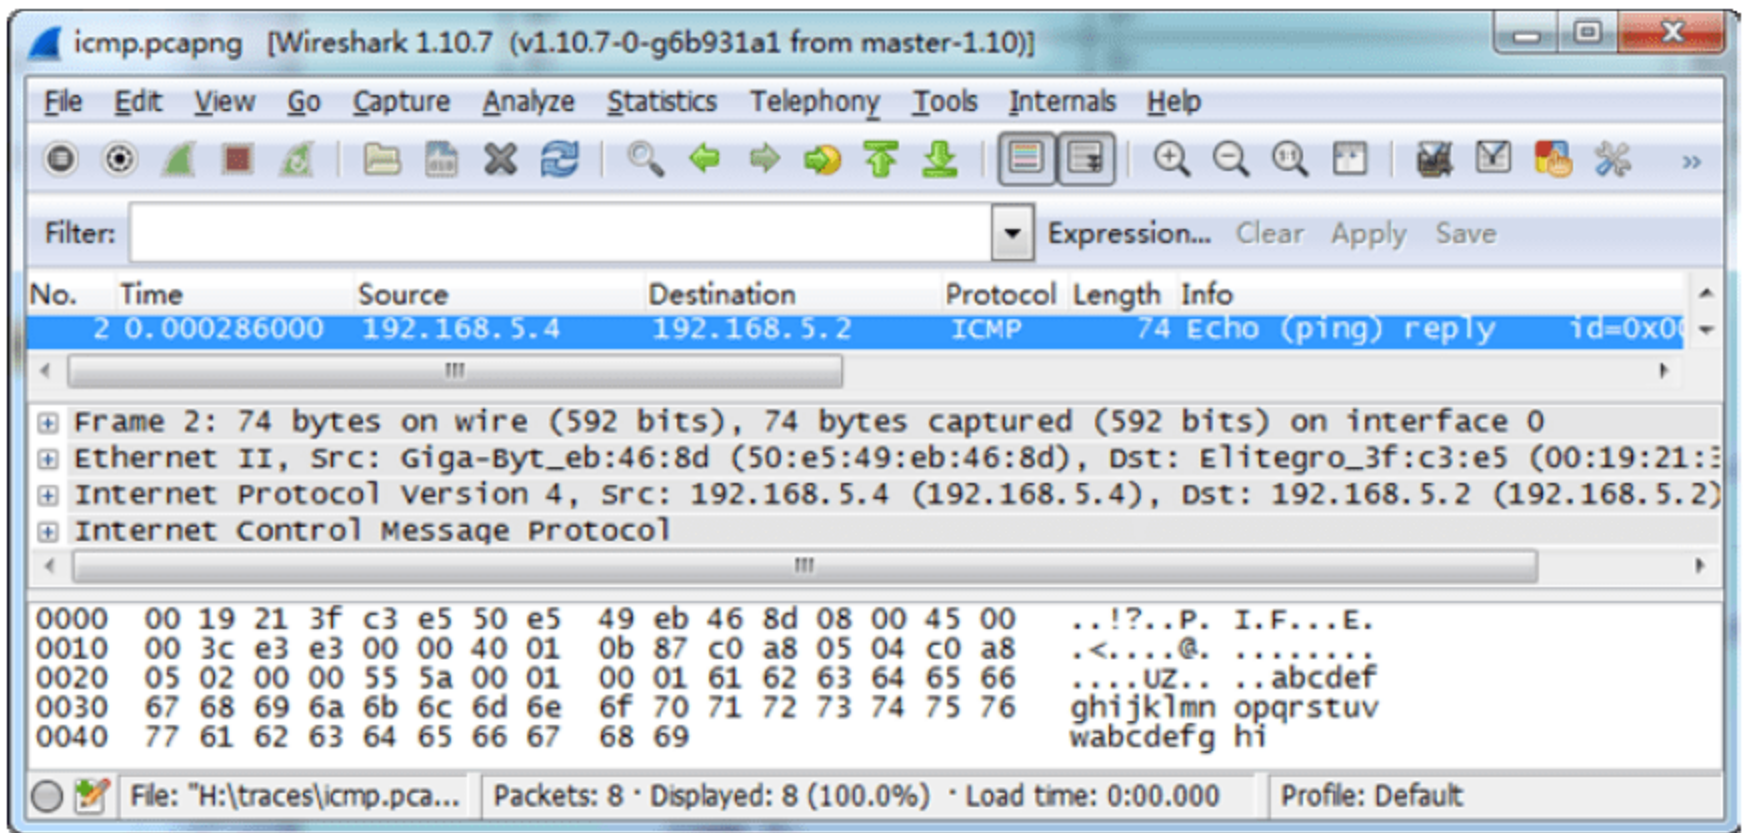 icmp.pcapng [Wireshark 1.10.7 (v1.10.7-0-g6b931a1 from master-1.10)]
File Edit View Go Capture Analyze Statistics Telephony Tools Internals Help
Filter: Expression... Clear Apply Save
No. Time Source Destination Protocol Length Info
2 0.000286000 192.168.5.4 192.168.5.2 ICMP 74 Echo (ping) reply id=0x00
Frame 2: 74 bytes on wire (592 bits), 74 bytes captured (592 bits) on interface 0
Ethernet II, Src: Giga-Byt_eb:46:8d (50:e5:49:eb:46:8d), Dst: Elitegro_3f:c3:e5 (00:19:21:3
Internet Protocol Version 4, Src: 192.168.5.4 (192.168.5.4), Dst: 192.168.5.2 (192.168.5.2)
Internet Control Message Protocol
0000 00 19 21 3f c3 e5 50 e5 49 eb 46 8d 08 00 45 00 ..!?..P. I.F...E.
0010 00 3c e3 e3 00 00 40 01 0b 87 c0 a8 05 04 c0 a8 .<....@. ........
0020 05 02 00 00 55 5a 00 01 00 01 61 62 63 64 65 66 ....UZ.. ..abcdef
0030 67 68 69 6a 6b 6c 6d 6e 6f 70 71 72 73 74 75 76 ghijklmn opqrstuv
0040 77 61 62 63 64 65 66 67 68 69 wabcdefg hi
File: "H:\traces\icmp.pca... Packets: 8 · Displayed: 8 (100.0%) · Load time: 0:00.000 Profile: Default